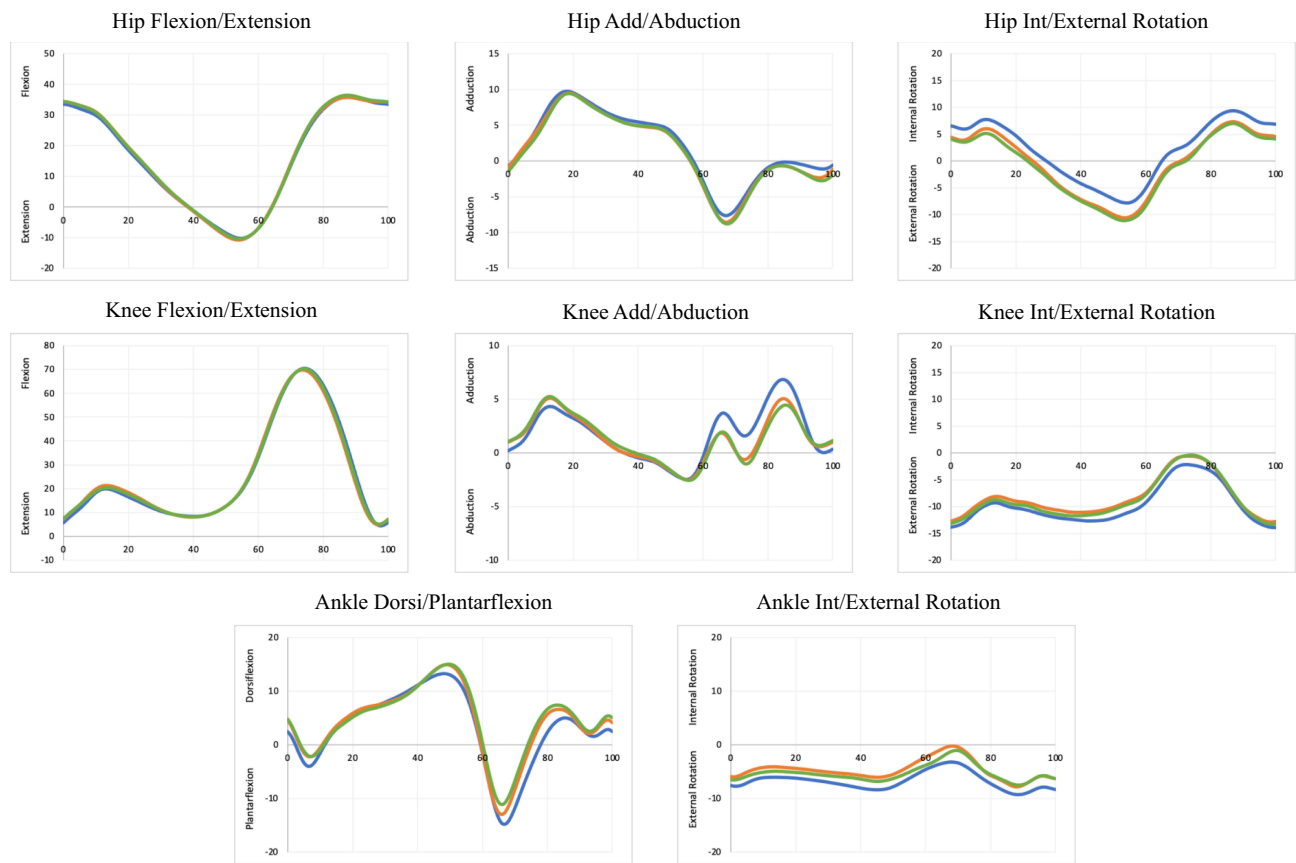 Hip Flexion/Extension
Hip Add/Abduction
Hip Int/External Rotation
Flexion
Extension
50
40
30
20
10
0
-10
-20
0 20 40 60 80 100
Adduction
Abduction
15
10
5
0
-5
-10
-15
0 20 40 60 80 100
Internal Rotation
External Rotation
20
15
10
5
0
-5
-10
-15
-20
0 20 40 60 80 100
Knee Flexion/Extension
Knee Add/Abduction
Knee Int/External Rotation
Flexion
Extension
80
70
60
50
40
30
20
10
0
-10
0 20 40 60 80 100
Adduction
Abduction
10
5
0
-5
-10
0 20 40 60 80 100
Internal Rotation
External Rotation
20
15
10
5
0
-5
-10
-15
-20
0 20 40 60 80 100
Ankle Dorsi/Plantarflexion
Ankle Int/External Rotation
Dorsiflexion
Plantarflexion
20
10
0
-10
-20
0 20 40 60 80 100
Internal Rotation
External Rotation
20
10
0
-10
-20
0 20 40 60 80 100